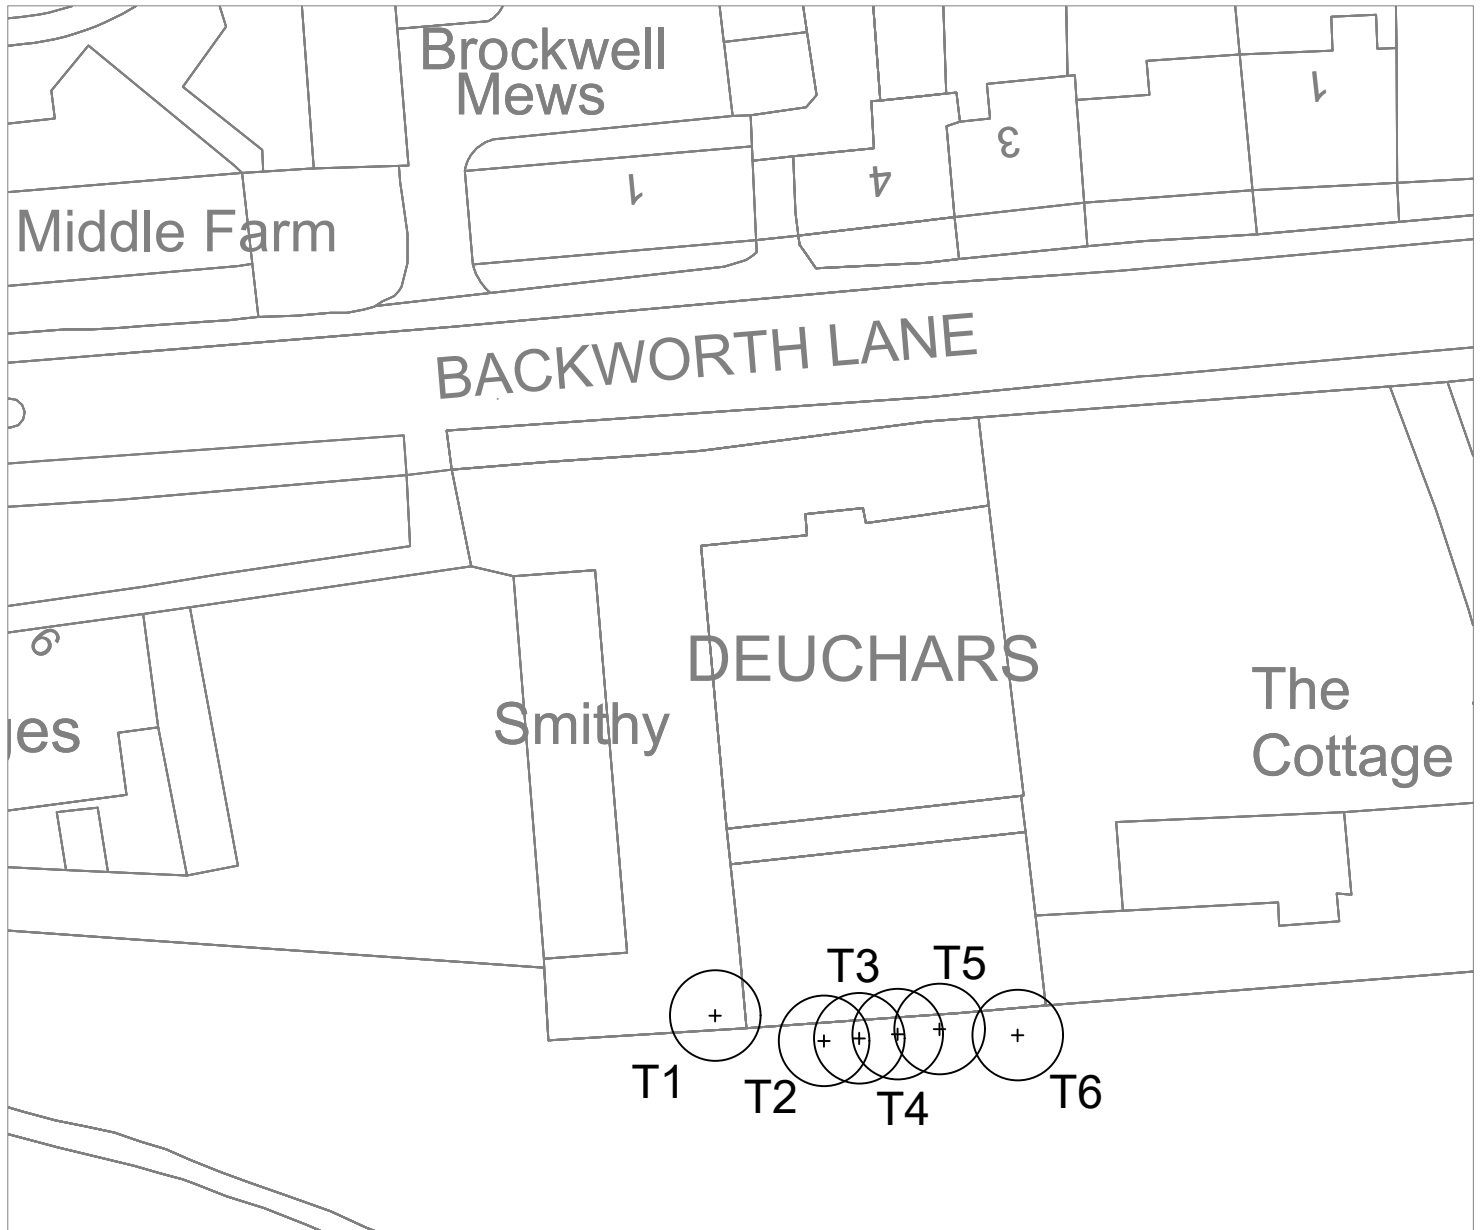 Brockwell
Mews
1
3
4
1
Middle Farm
BACKWORTH LANE
6
ges
DEUCHARS
Smithy
The
Cottage
T3
T5
T1
T2
T4
T6